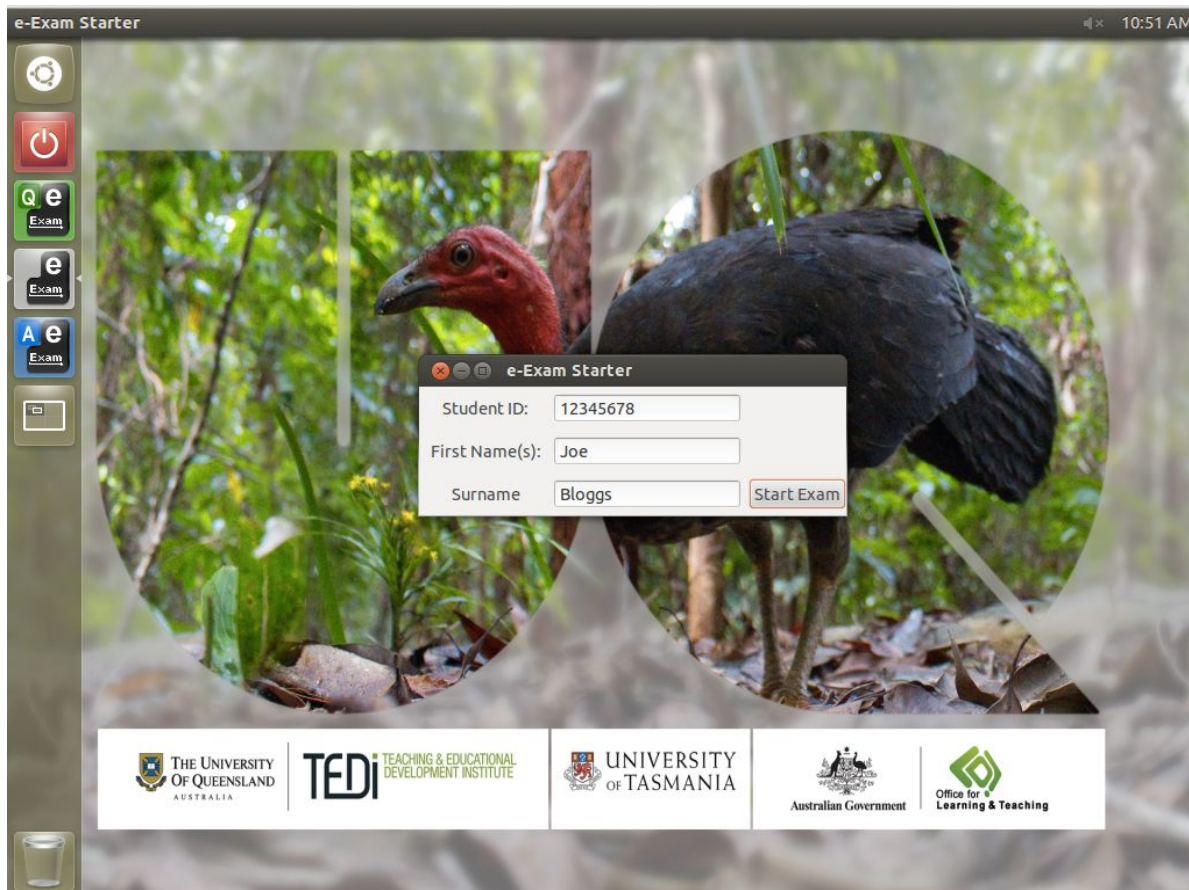 e-Exam Starter
10:51 AM
Q e
Exam
e
Exam
A e
Exam
e-Exam Starter
Student ID: 12345678
First Name(s): Joe
Surname Bloggs Start Exam
THE UNIVERSITY
OF QUEENSLAND
AUSTRALIA
TEDi TEACHING & EDUCATIONAL
DEVELOPMENT INSTITUTE
UNIVERSITY
OF TASMANIA
Australian Government
Office for
Learning & Teaching